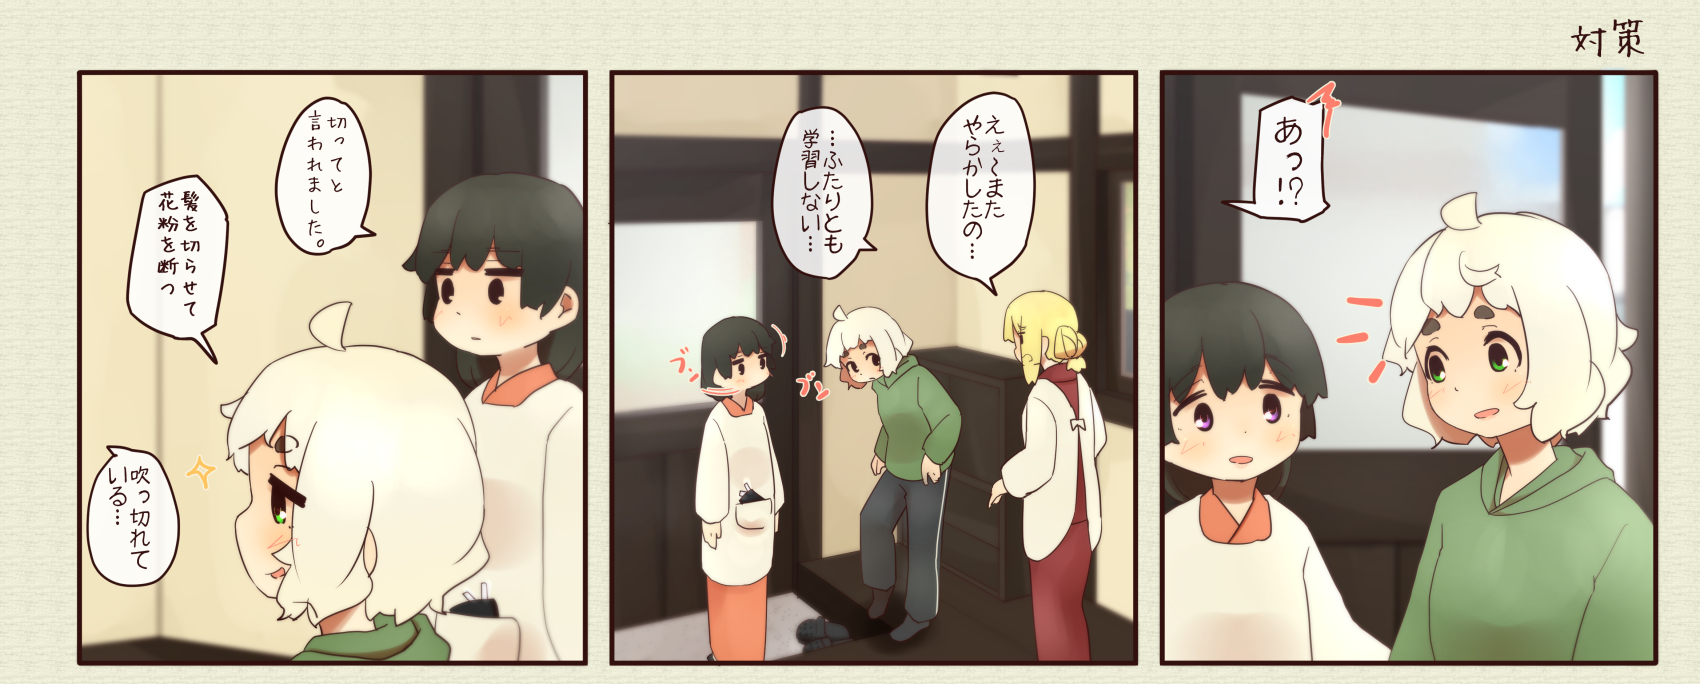 対策
あっ!?
えぇ～また
やらかしたの…
…ふたりとも
学習しない…
ブンッ
ブンッ
切ってと
言われました。
髪を切らせて
花粉を断つ
吹っ切れて
いる…